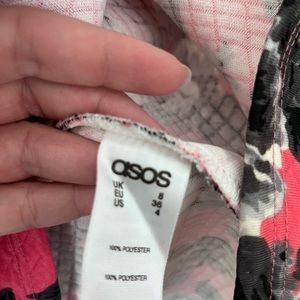 asos
UK 8
EU 36
US 4
100% POLYESTER
100% POLYESTER